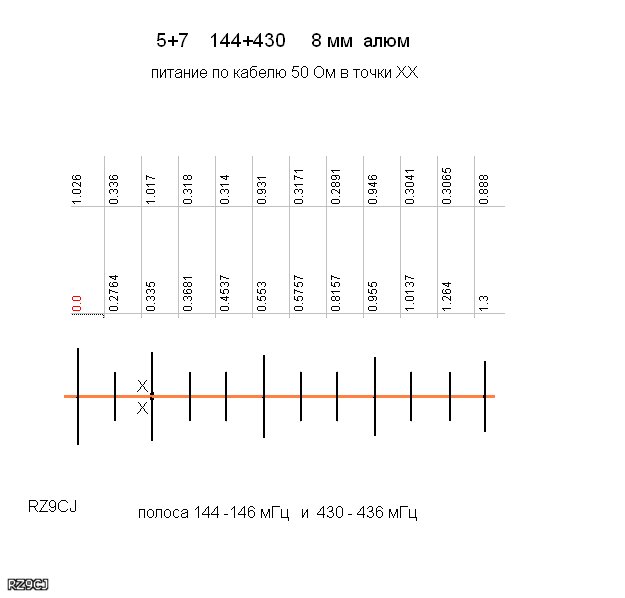 5+7 144+430 8 мм алюм
питание по кабелю 50 Ом в точки XX
1.026 0.336 1.017 0.318 0.314 0.931 0.3171 0.2891 0.946 0.3041 0.3065 0.888
0.0 0.2764 0.335 0.3681 0.4537 0.553 0.5757 0.8157 0.955 1.0137 1.264 1.3
X
X
RZ9CJ
полоса 144 -146 мГц и 430 - 436 мГц
RZ9CJ